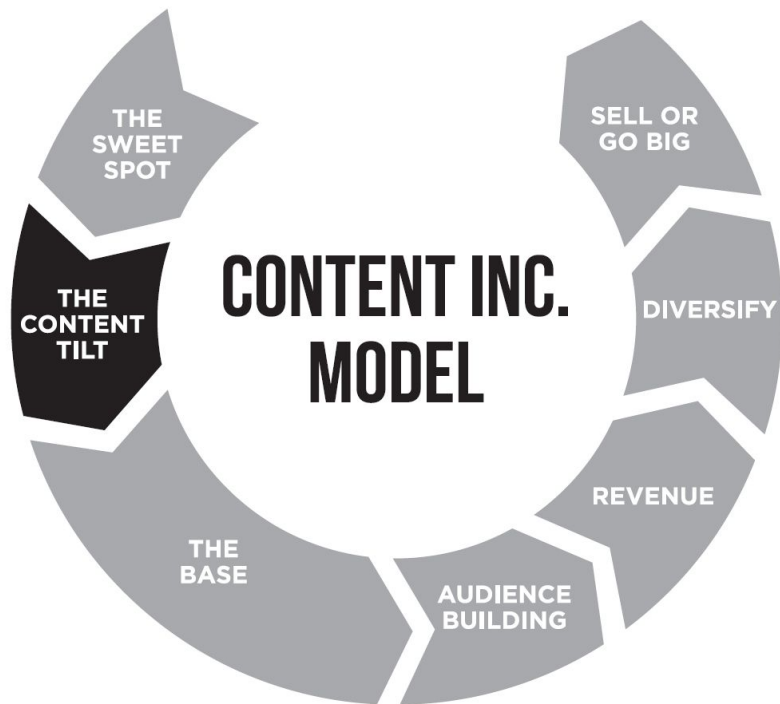 CONTENT INC.
MODEL
THE
SWEET
SPOT
THE
CONTENT
TILT
THE
BASE
AUDIENCE
BUILDING
REVENUE
DIVERSIFY
SELL OR
GO BIG